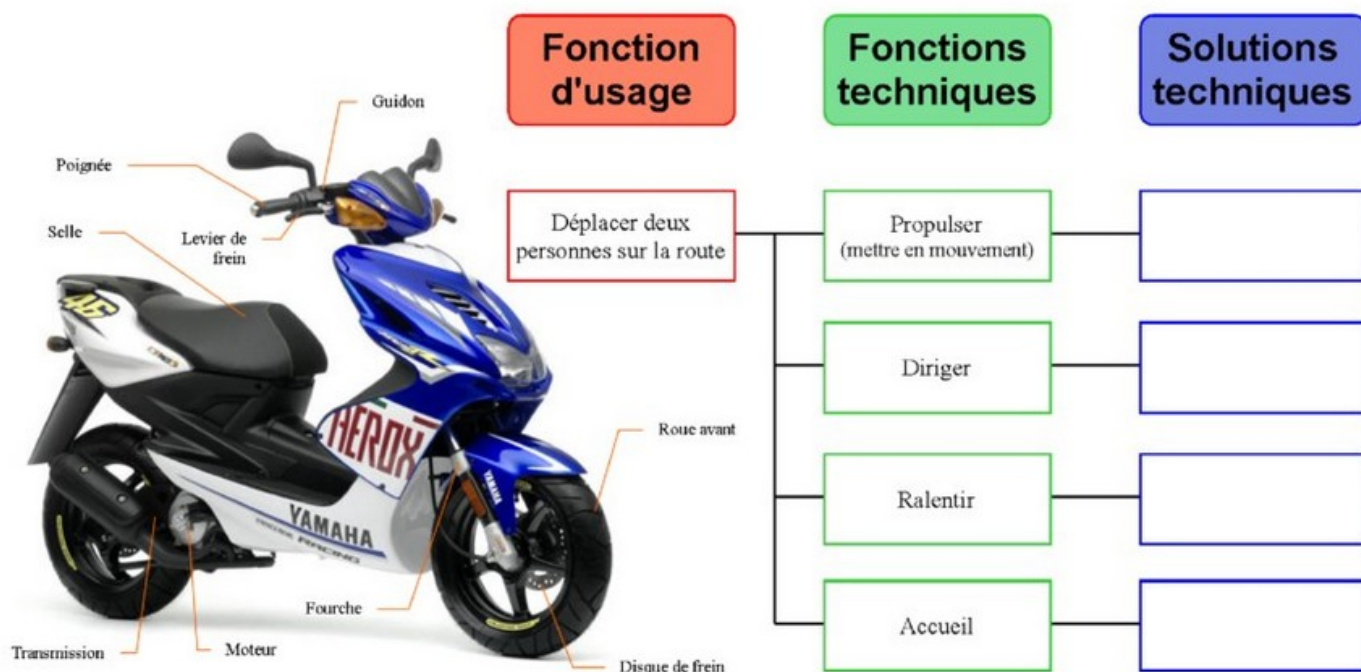 Fonction
d'usage
Fonctions
techniques
Solutions
techniques
Guidon
Poignée
Selle
Levier de
frein
Déplacer deux
personnes sur la route
Propulser
(mettre en mouvement)
Diriger
Ralentir
Accueil
Roue avant
46
AEROX
YAMAHA
YAMAHA
RACING
Fourche
Transmission
Moteur
Disque de frein